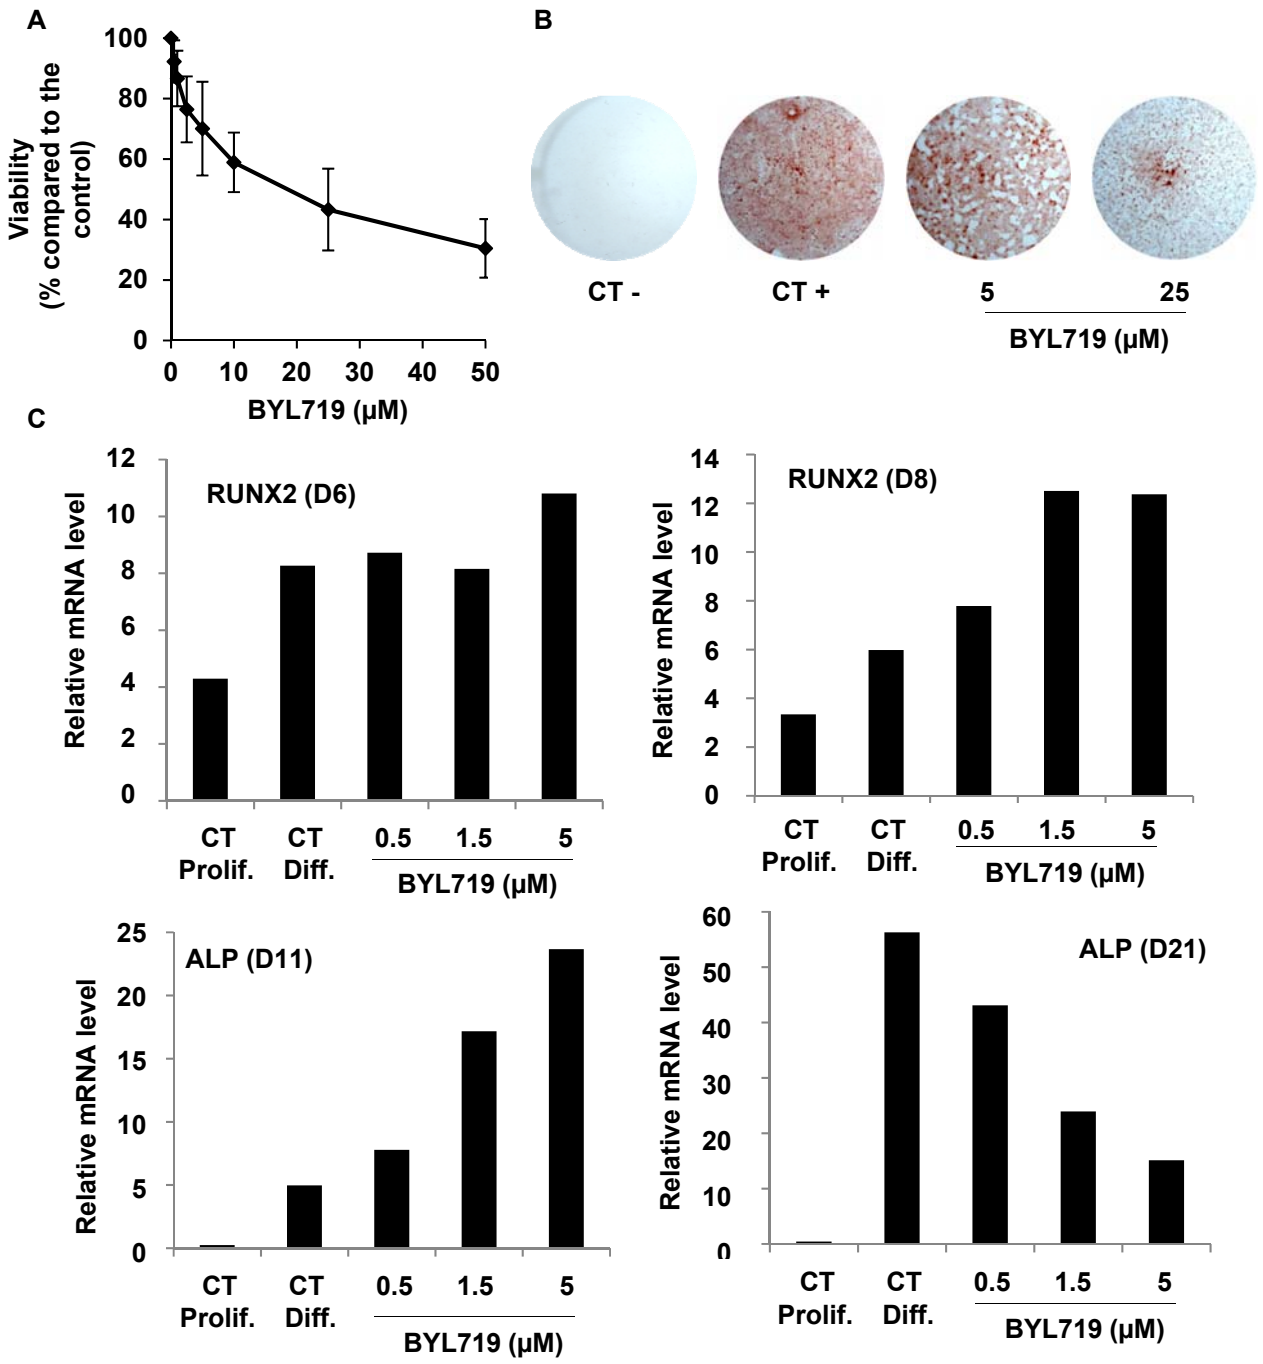 A
B
100
80
60
40
20
0
Viability
(% compared to the
control)
0 10 20 30 40 50
BYL719 (µM)
CT -
CT +
5
25
BYL719 (µM)
C
RUNX2 (D6)
12
10
8
6
4
2
0
Relative mRNA level
CT
Prolif.
CT
Diff.
0.5
1.5
5
BYL719 (µM)
RUNX2 (D8)
14
12
10
8
6
4
2
0
Relative mRNA level
CT
Prolif.
CT
Diff.
0.5
1.5
5
BYL719 (µM)
ALP (D11)
25
20
15
10
5
0
Relative mRNA level
CT
Prolif.
CT
Diff.
0.5
1.5
5
BYL719 (µM)
ALP (D21)
60
50
40
30
20
10
0
Relative mRNA level
CT
Prolif.
CT
Diff.
0.5
1.5
5
BYL719 (µM)